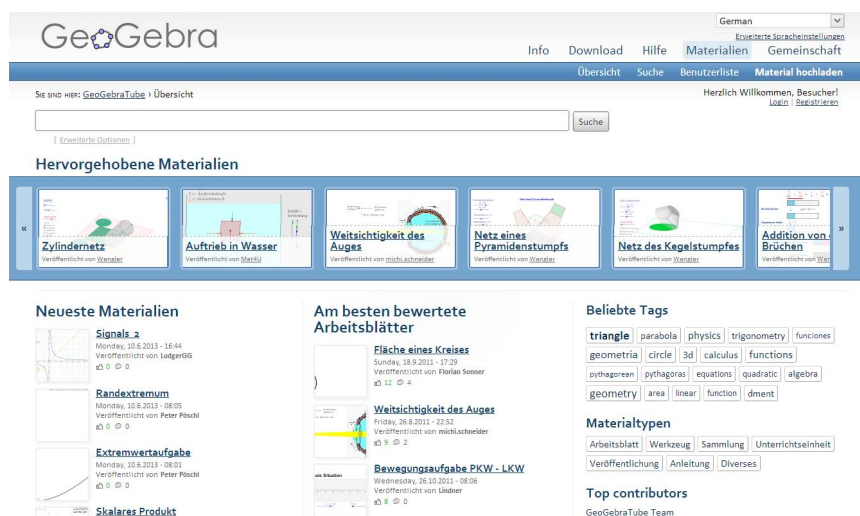 GeoGebra
German
Erweiterte Spracheinstellungen
Info Download Hilfe Materialien Gemeinschaft
Übersicht Suche Benutzerliste Material hochladen
SIE SIND HIER: GeoGebraTube › Übersicht
Herzlich Willkommen, Besucher!
Login | Registrieren
Suche
[ Erweiterte Optionen ]
Hervorgehobene Materialien
«
Zylindernetz
Veröffentlicht von Wenzler
Auftrieb in Wasser
Veröffentlicht von Mat4U
Weitsichtigkeit des
Auges
Veröffentlicht von michi.schneider
Netz eines
Pyramidenstumpfs
Veröffentlicht von Wenzler
Netz des Kegelstumpfes
Veröffentlicht von Wenzler
Addition von
Brüchen
Veröffentlicht von Wen
»
Neueste Materialien
Signals 2
Monday, 10.6.2013 - 16:44
Veröffentlicht von LudgerGG
0 0
Randextremum
Monday, 10.6.2013 - 08:05
Veröffentlicht von Peter Pöschl
0 0
Extremwertaufgabe
Monday, 10.6.2013 - 08:01
Veröffentlicht von Peter Pöschl
0 0
Skalares Produkt
Am besten bewertete
Arbeitsblätter
Fläche eines Kreises
Sunday, 18.9.2011 - 17:29
Veröffentlicht von Florian Sonner
12 4
Weitsichtigkeit des Auges
Friday, 26.8.2011 - 22:52
Veröffentlicht von michi.schneider
9 2
Bewegungsaufgabe PKW - LKW
Wednesday, 26.10.2011 - 08:06
Veröffentlicht von Lindner
8 0
Beliebte Tags
triangle parabola physics trigonometry funciones
geometria circle 3d calculus functions
pythagorean pythagoras equations quadratic algebra
geometry area linear function dment
Materialtypen
Arbeitsblatt Werkzeug Sammlung Unterrichtseinheit
Veröffentlichung Anleitung Diverses
Top contributors
GeoGebraTube Team